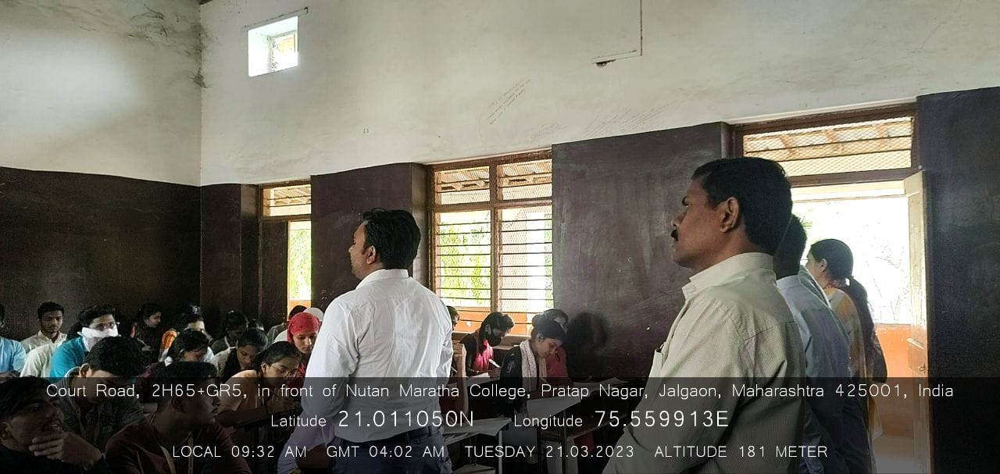 Court Road, 2H65+GR5, in front of Nutan Maratha College, Pratap Nagar, Jalgaon, Maharashtra 425001, India
Latitude 21.011050N Longitude 75.559913E
LOCAL 09:32 AM GMT 04:02 AM TUESDAY 21.03.2023 ALTITUDE 181 METER